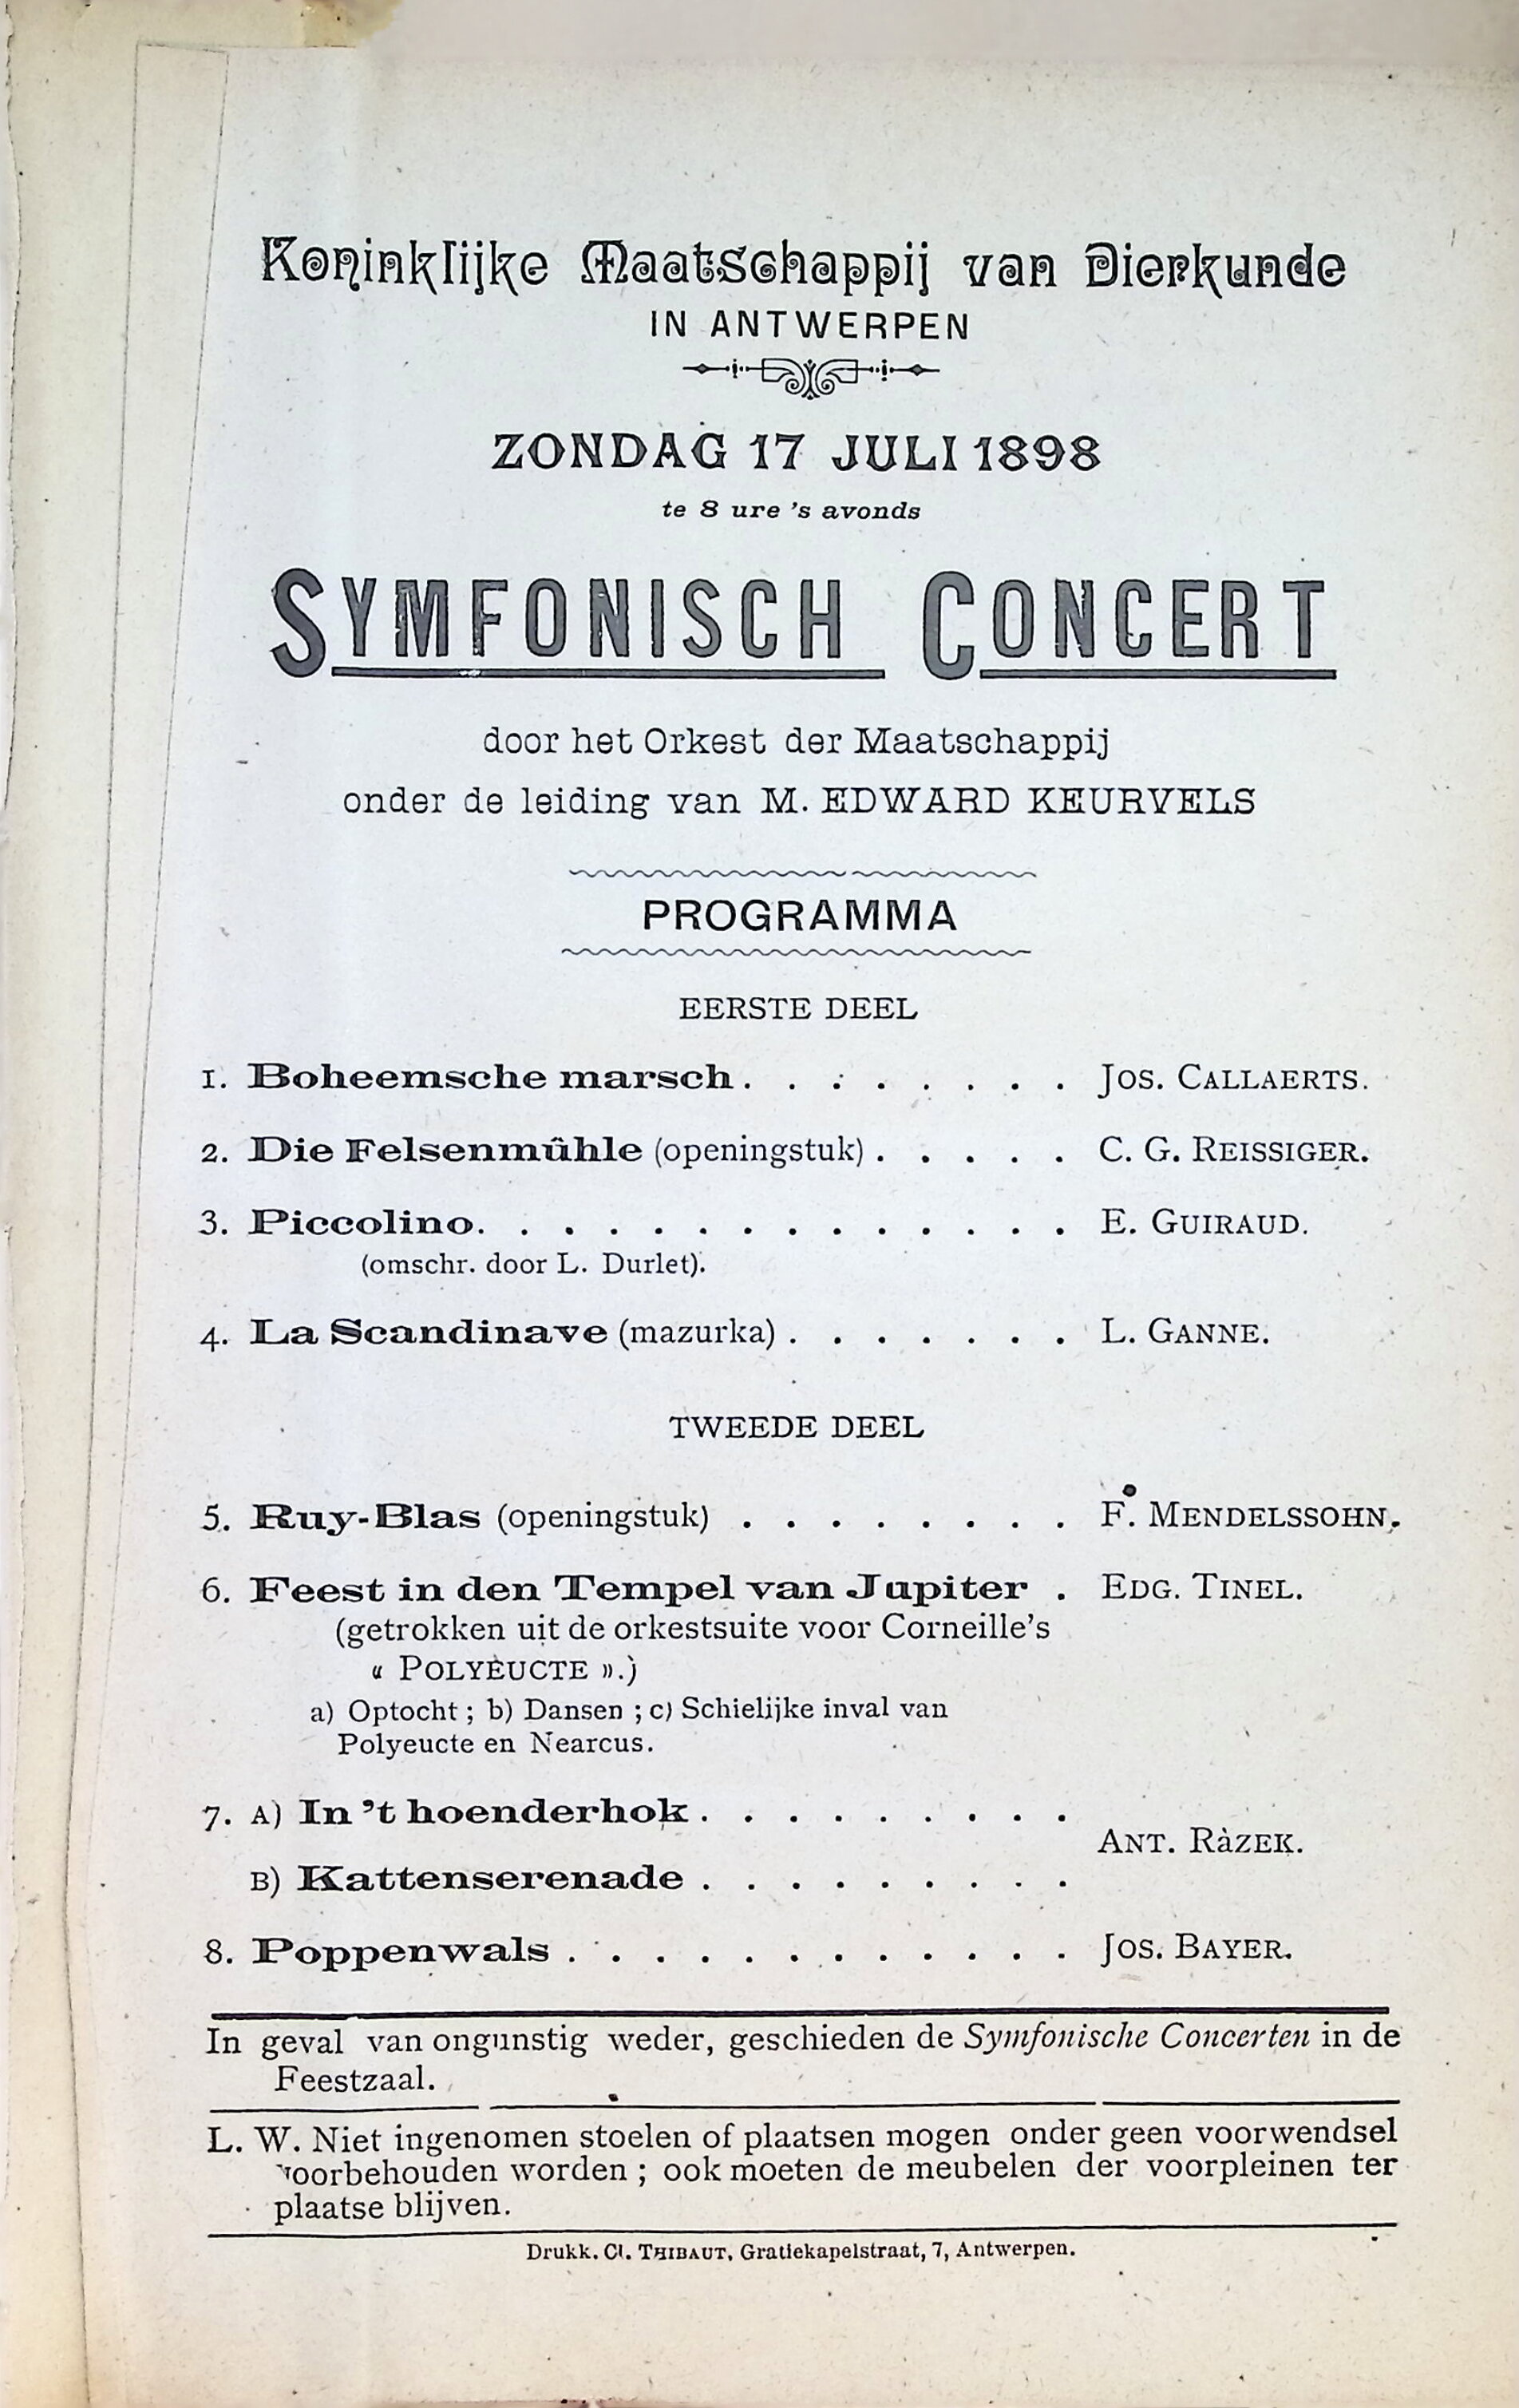 Koninklijke Maatschappij van Dierkunde
IN ANTWERPEN
ZONDAG 17 JULI 1898
te 8 ure 's avonds
SYMFONISCH CONCERT
door het Orkest der Maatschappij
onder de leiding van M. EDWARD KEURVELS
PROGRAMMA
EERSTE DEEL
1. Boheemsche marsch . . . . . . . . JOS. CALLAERTS.
2. Die Felsenmûhle (openingstuk) . . . . . C. G. REISSIGER.
3. Piccolino. . . . . . . . . . . . . . E. GUIRAUD.
(omschr. door L. Durlet).
4. La Scandinave (mazurka) . . . . . . . L. GANNE.
TWEEDE DEEL
5. Ruy-Blas (openingstuk) . . . . . . . . F. MENDELSSOHN.
6. Feest in den Tempel van Jupiter . EDG. TINEL.
(getrokken uit de orkestsuite voor Corneille's
« POLYEUCTE ».)
a) Optocht ; b) Dansen ; c) Schielijke inval van
Polyeucte en Nearcus.
7. A) In 't hoenderhok . . . . . . . . .
ANT. RàZEK.
B) Kattenserenade . . . . . . . . .
8. Poppenwals . . . . . . . . . . . . JOS. BAYER.
In geval van ongunstig weder, geschieden de Symfonische Concerten in de
Feestzaal.
L. W. Niet ingenomen stoelen of plaatsen mogen onder geen voorwendsel
voorbehouden worden ; ook moeten de meubelen der voorpleinen ter
plaatse blijven.
Drukk. Cl. THIBAUT, Gratiekapelstraat, 7, Antwerpen.